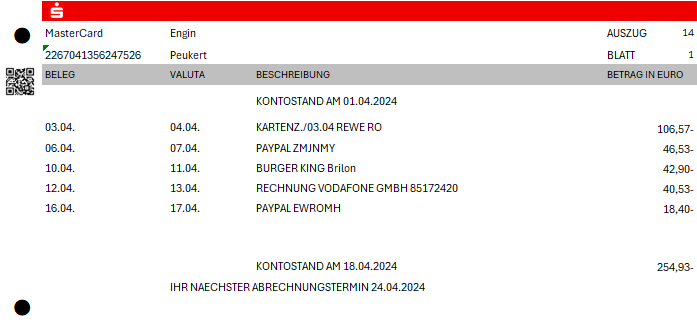 MasterCard Engin AUSZUG 14
2267041356247526 Peukert BLATT 1
BELEG VALUTA BESCHREIBUNG BETRAG IN EURO
KONTOSTAND AM 01.04.2024
03.04. 04.04. KARTENZ./03.04 REWE RO 106,57-
06.04. 07.04. PAYPAL ZMJNMY 46,53-
10.04. 11.04. BURGER KING Brilon 42,90-
12.04. 13.04. RECHNUNG VODAFONE GMBH 85172420 40,53-
16.04. 17.04. PAYPAL EWROMH 18,40-
KONTOSTAND AM 18.04.2024 254,93-
IHR NAECHSTER ABRECHNUNGSTERMIN 24.04.2024